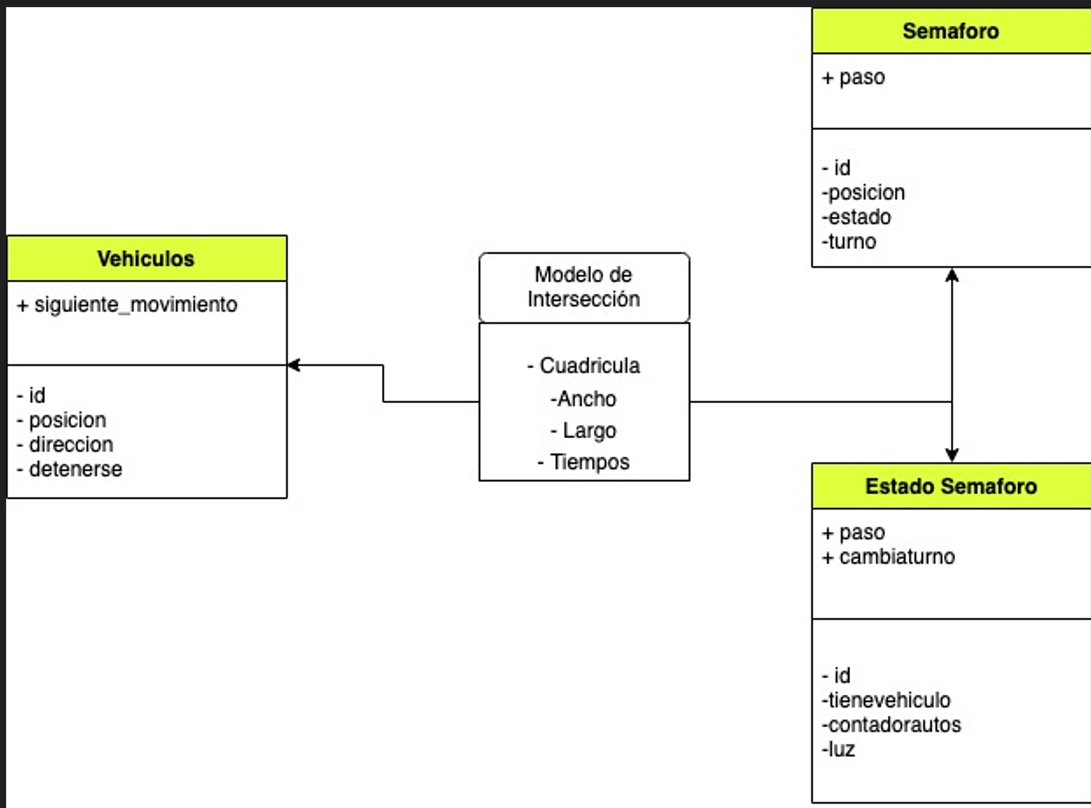 Semaforo
+ paso
- id
-posicion
-estado
-turno
Vehiculos
+ siguiente_movimiento
- id
- posicion
- direccion
- detenerse
Modelo de
Intersección
- Cuadricula
-Ancho
- Largo
- Tiempos
Estado Semaforo
+ paso
+ cambiaturno
- id
-tienevehiculo
-contadorautos
-luz